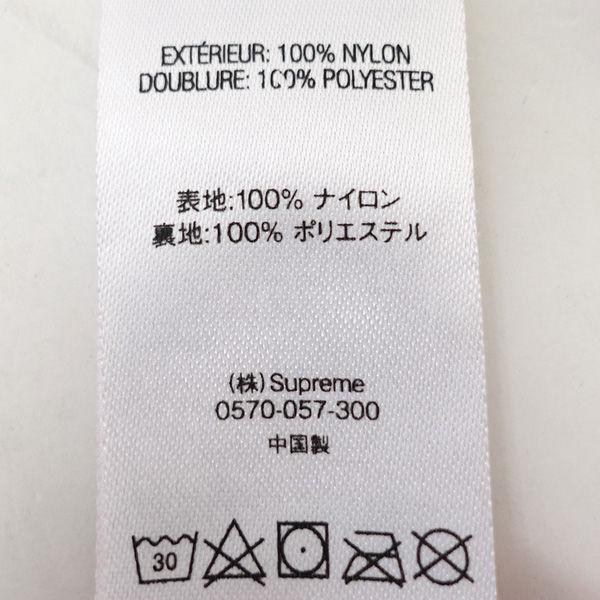 EXTÉRIEUR: 100% NYLON
DOUBLURE: 100% POLYESTER
表地:100% ナイロン
裏地:100% ポリエステル
(株)Supreme
0570-057-300
中国製
30